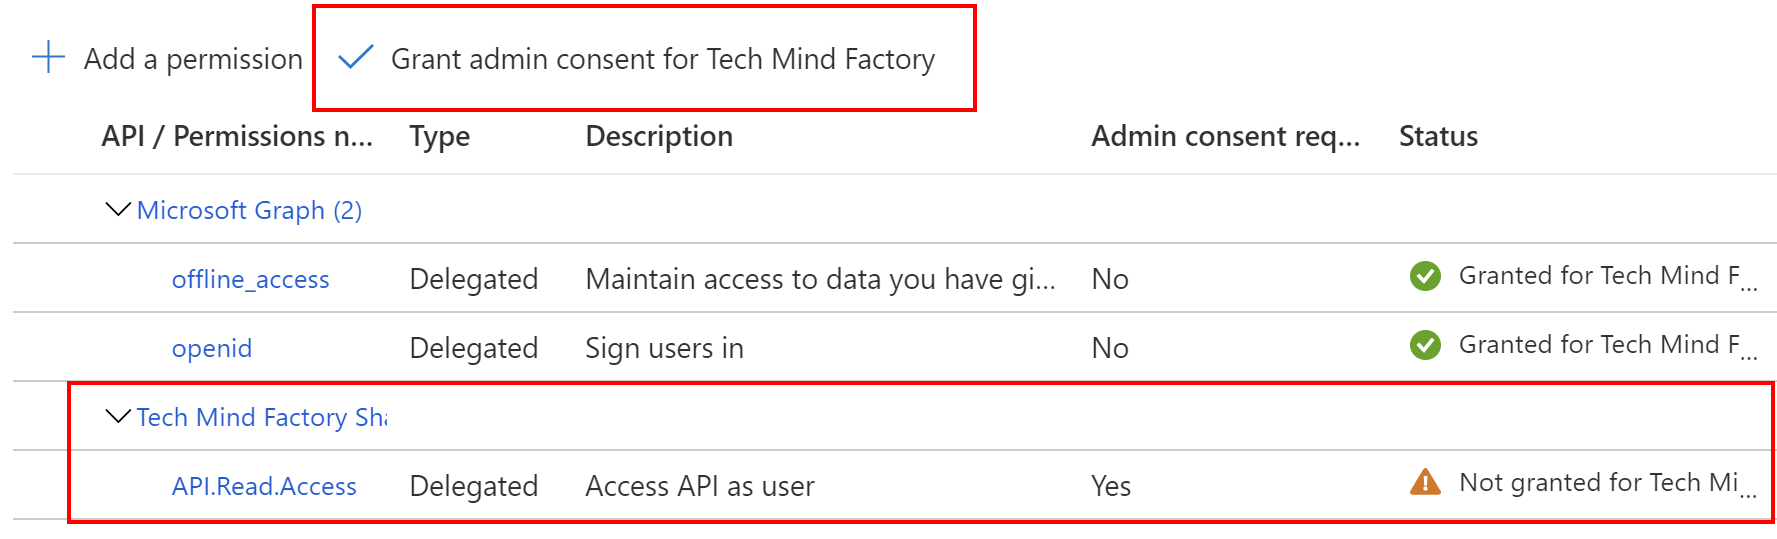 Add a permission Grant admin consent for Tech Mind Factory
API / Permissions n... Type Description Admin consent req... Status
Microsoft Graph (2)
offline_access Delegated Maintain access to data you have gi... No Granted for Tech Mind F...
openid Delegated Sign users in No Granted for Tech Mind F...
Tech Mind Factory Sha
API.Read.Access Delegated Access API as user Yes Not granted for Tech Mi...